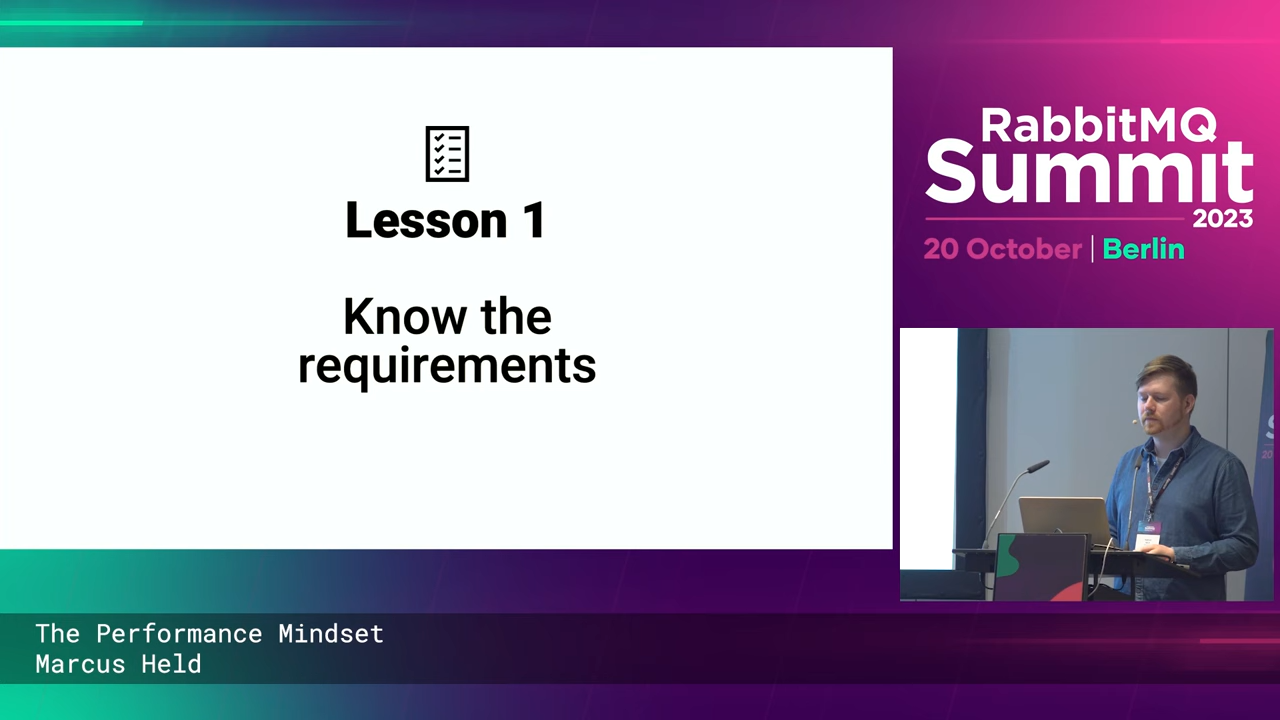 Lesson 1
Know the
requirements
RabbitMQ
Summit
2023
20 October | Berlin
The Performance Mindset
Marcus Held